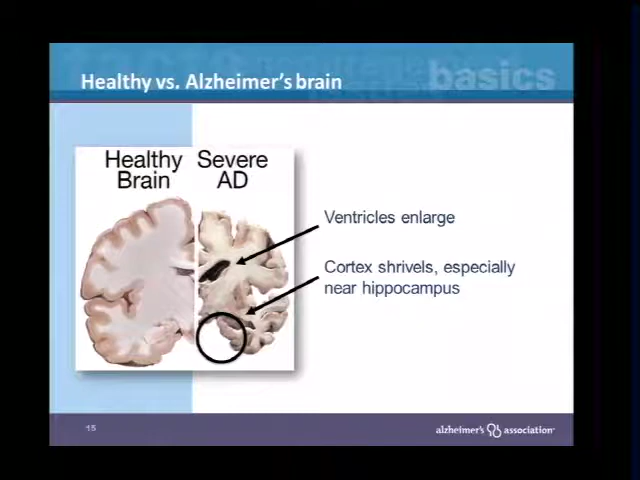 basics
Healthy vs. Alzheimer's brain
Healthy Severe
Brain AD
Ventricles enlarge
Cortex shrivels, especially
near hippocampus
15
alzheimer's association